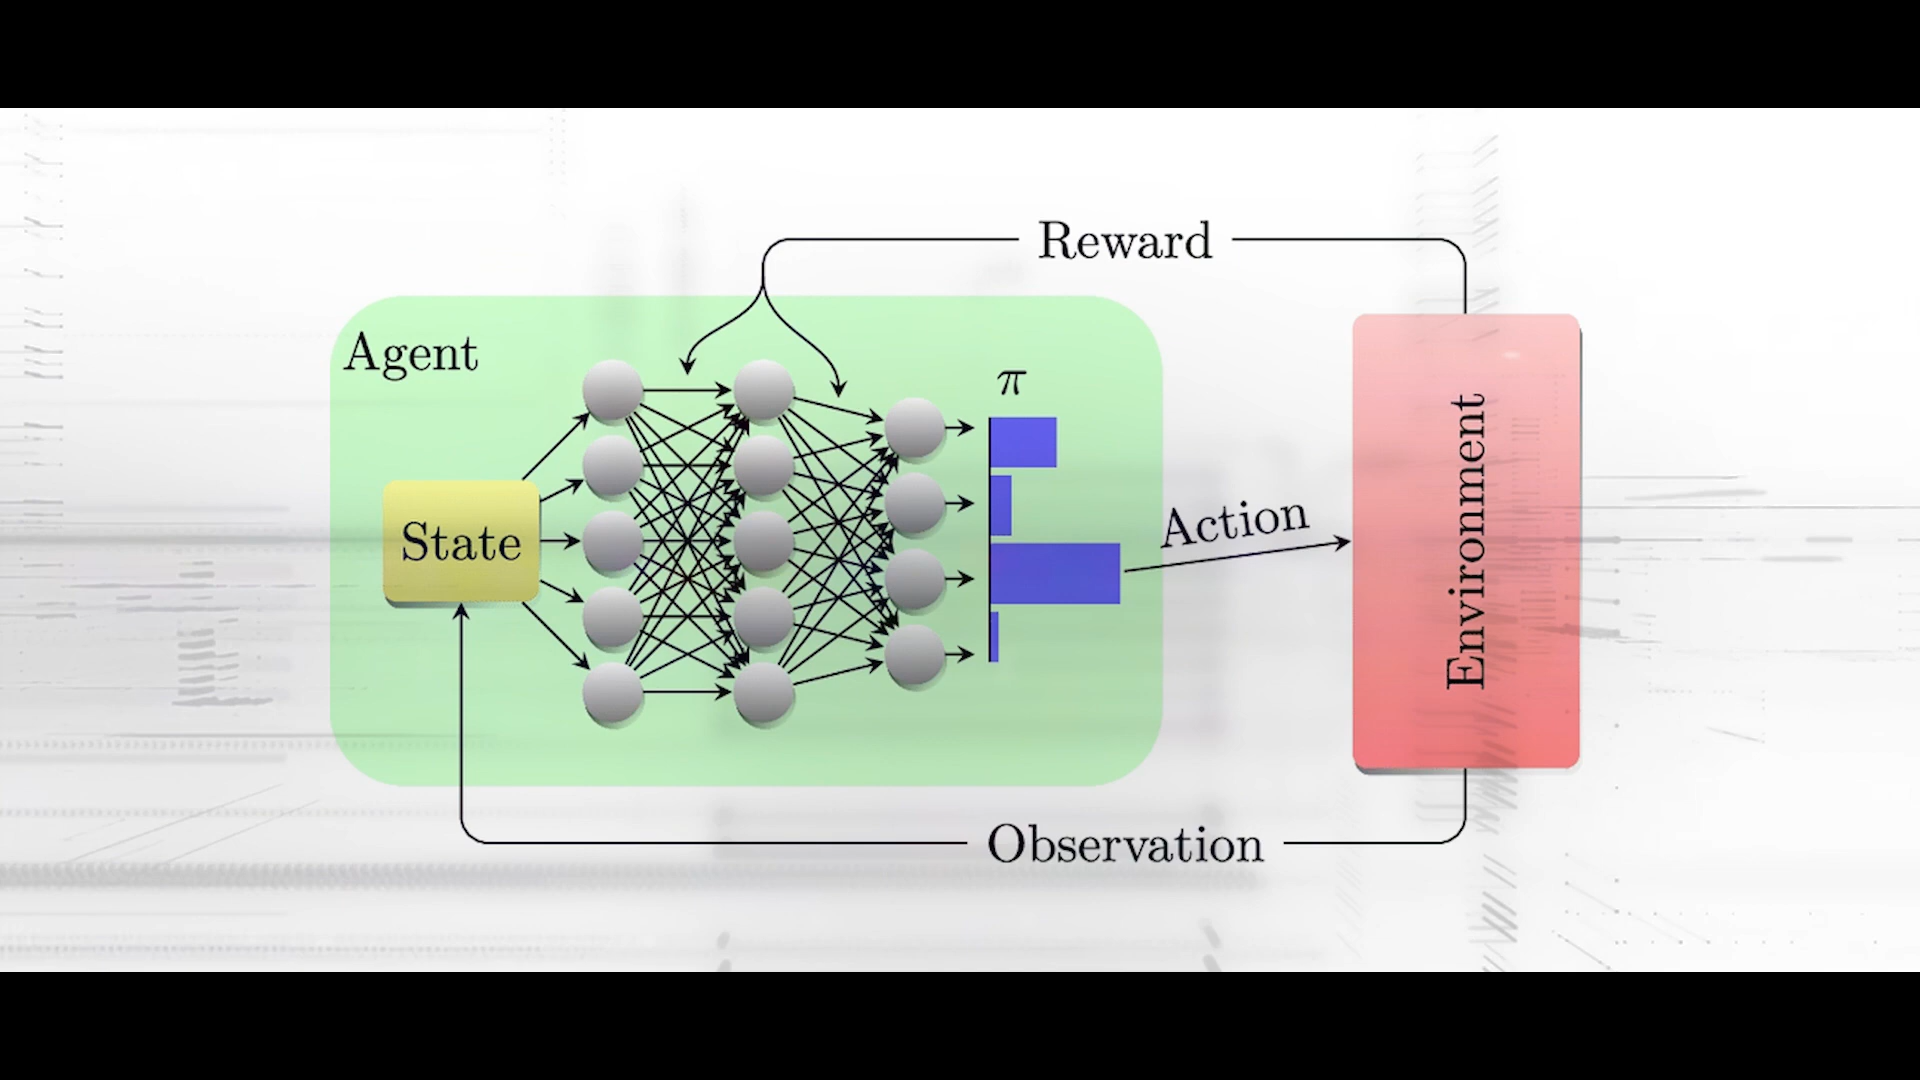 Reward
Agent
π
State
Action
Environment
Observation